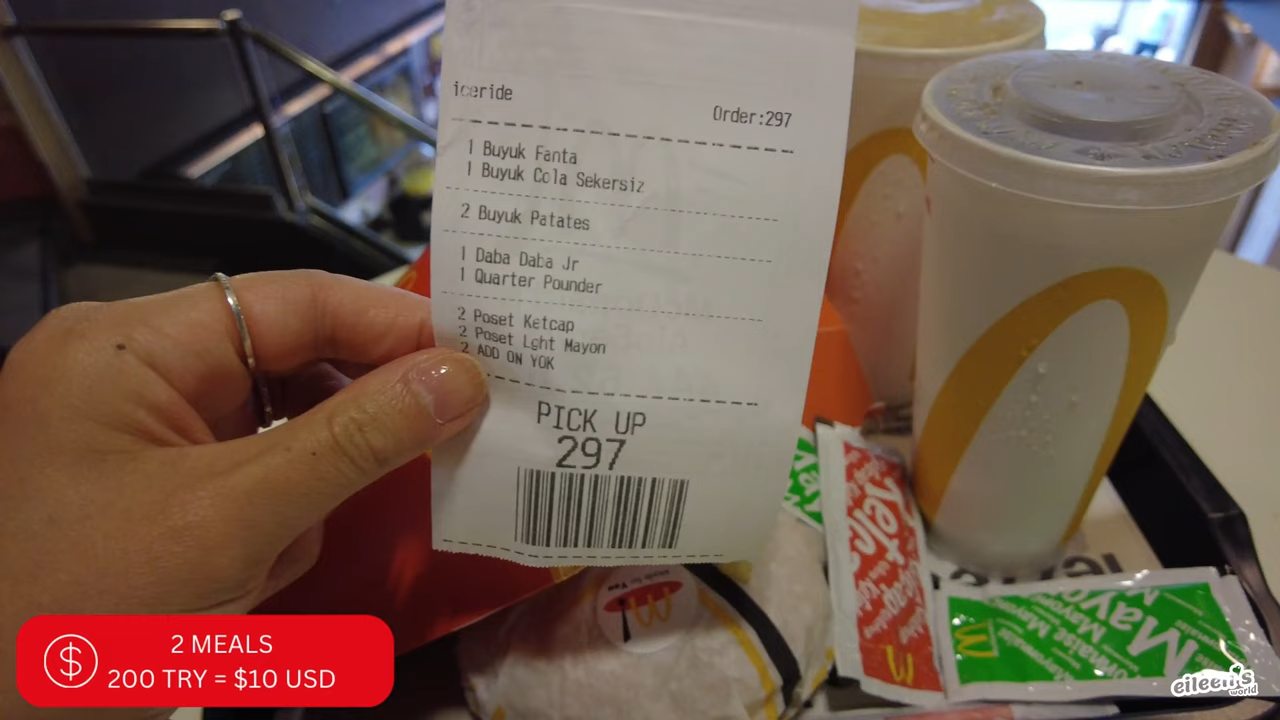 iceride
Order:297
1 Buyuk Fanta
1 Buyuk Cola Sekersiz
2 Buyuk Patates
1 Daba Daba Jr
1 Quarter Pounder
2 Poset Ketcap
2 Poset Lght Mayon
2 ADD ON YOK
PICK UP
297
2 MEALS
200 TRY = $10 USD
Mayo
eileen's
world